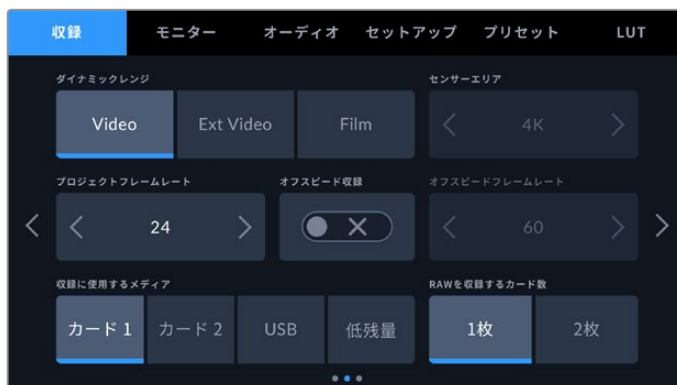 収録 モニター オーディオ セットアップ プリセット LUT
ダイナミックレンジ センサーエリア
Video Ext Video Film 4K
プロジェクトフレームレート オフスピード収録 オフスピードフレームレート
24 60
収録に使用するメディア RAWを収録するカード数
カード 1 カード 2 USB 低残量 1枚 2枚